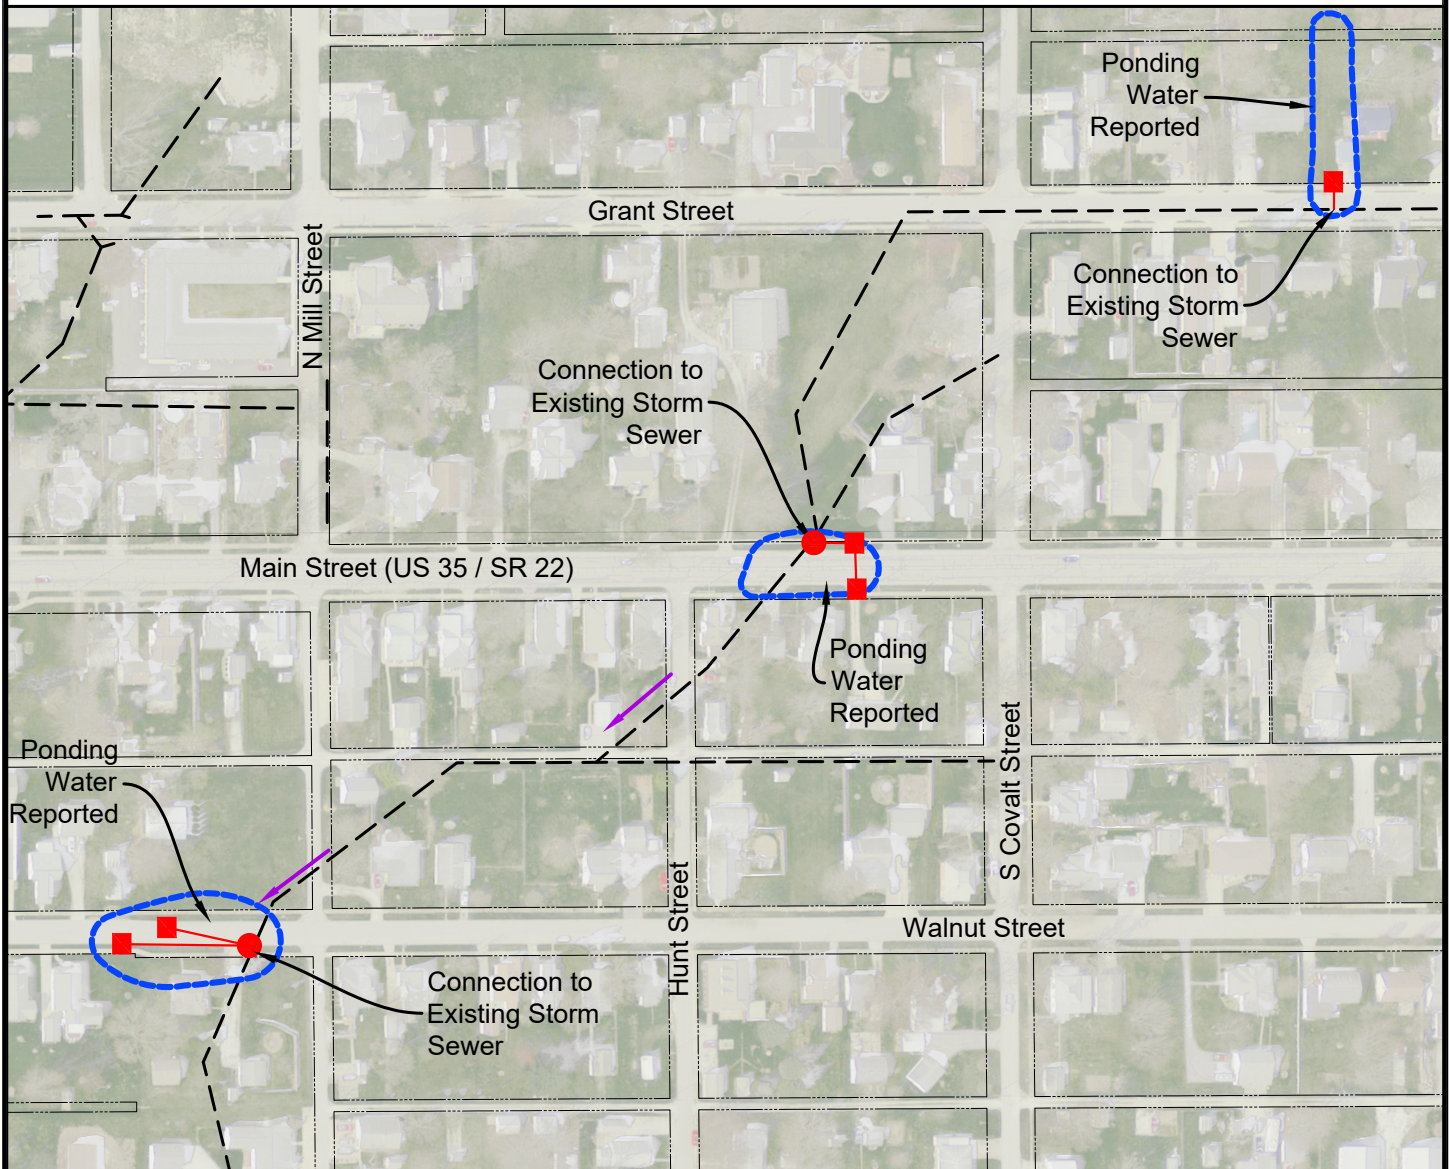 Ponding
Water
Reported
Grant Street
N Mill Street
Connection to
Existing Storm
Sewer
Connection to
Existing Storm
Sewer
Main Street (US 35 / SR 22)
Ponding
Water
Reported
Ponding
Water
Reported
S Covalt Street
Hunt Street
Walnut Street
Connection to
Existing Storm
Sewer